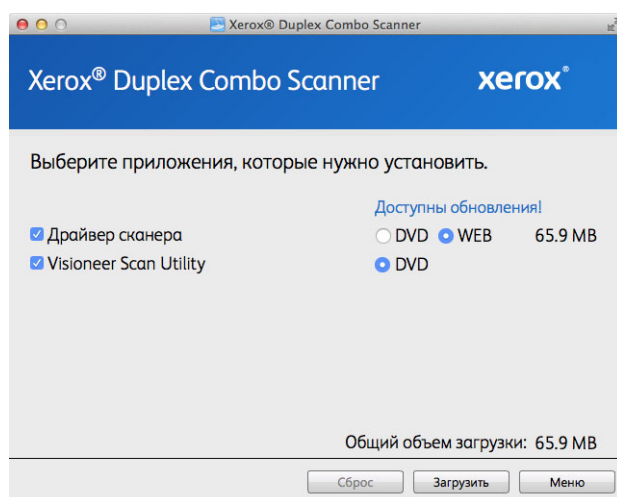 Xerox® Duplex Combo Scanner
Xerox® Duplex Combo Scanner xerox®
Выберите приложения, которые нужно установить.
Доступны обновления!
Драйвер сканера DVD WEB 65.9 MB
Visioneer Scan Utility DVD
Общий объем загрузки: 65.9 MB
Сброс Загрузить Меню